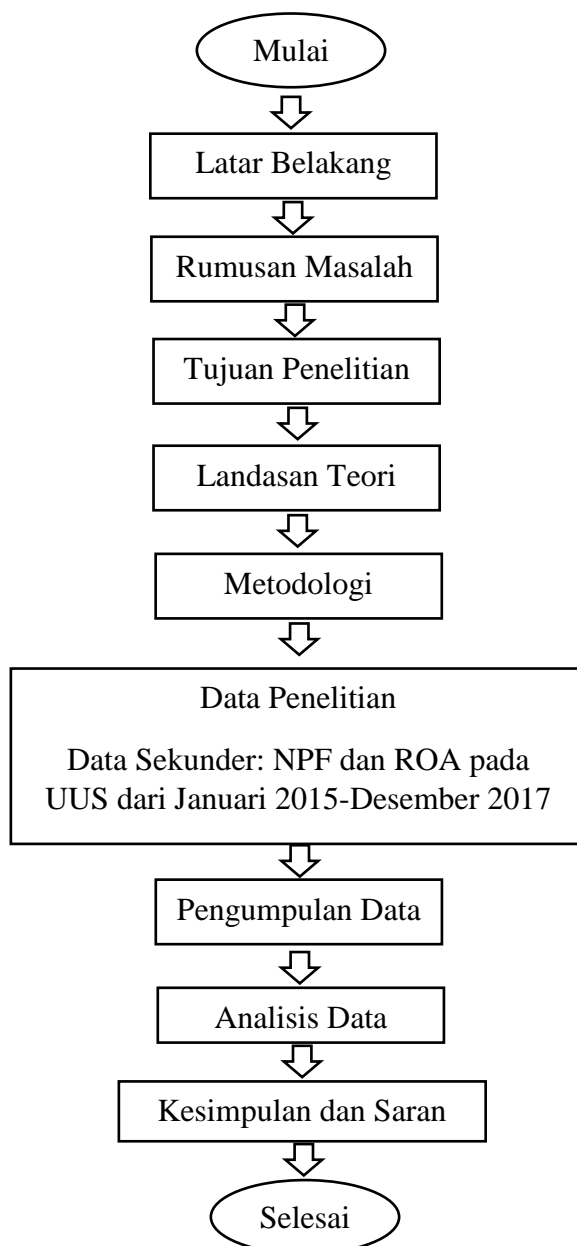 Mulai
Latar Belakang
Rumusan Masalah
Tujuan Penelitian
Landasan Teori
Metodologi
Data Penelitian
Data Sekunder: NPF dan ROA pada
UUS dari Januari 2015-Desember 2017
Pengumpulan Data
Analisis Data
Kesimpulan dan Saran
Selesai